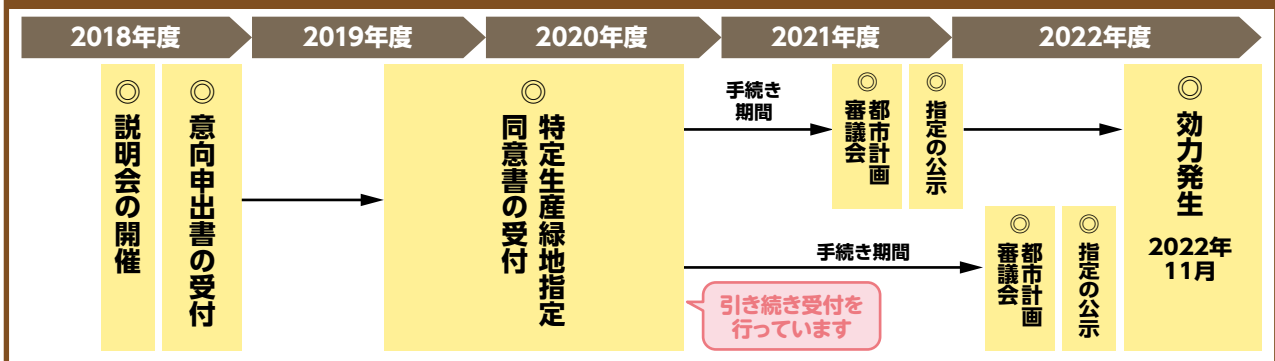 2018年度
2019年度
2020年度
2021年度
2022年度
◎説明会の開催
◎意向申出書の受付
◎特定生産緑地指定
同意書の受付
手続き
期間
◎都市計画
審議会
◎指定の公示
手続き期間
◎都市計画
審議会
◎指定の公示
◎効力発生
2022年
11月
引き続き受付を
行っています